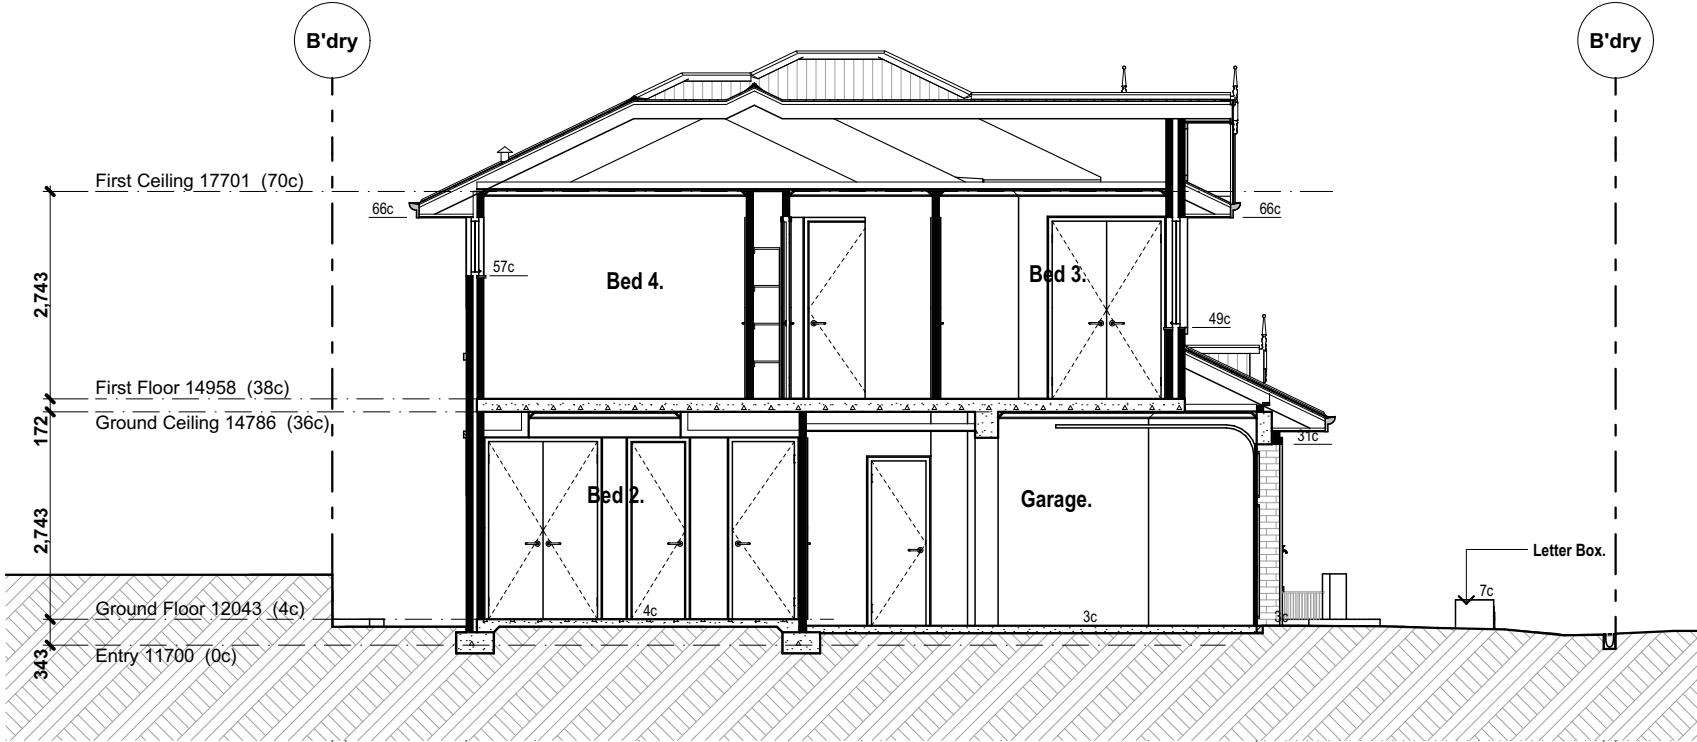 B'dry
B'dry
First Ceiling 17701 (70c)
66c
66c
57c
Bed 4.
Bed 3.
2,743
49c
First Floor 14958 (38c)
172
Ground Ceiling 14786 (36c)
31c
Bed 2.
Garage.
2,743
Letter Box.
7c
Ground Floor 12043 (4c)
4c
3c
3c
343
Entry 11700 (0c)